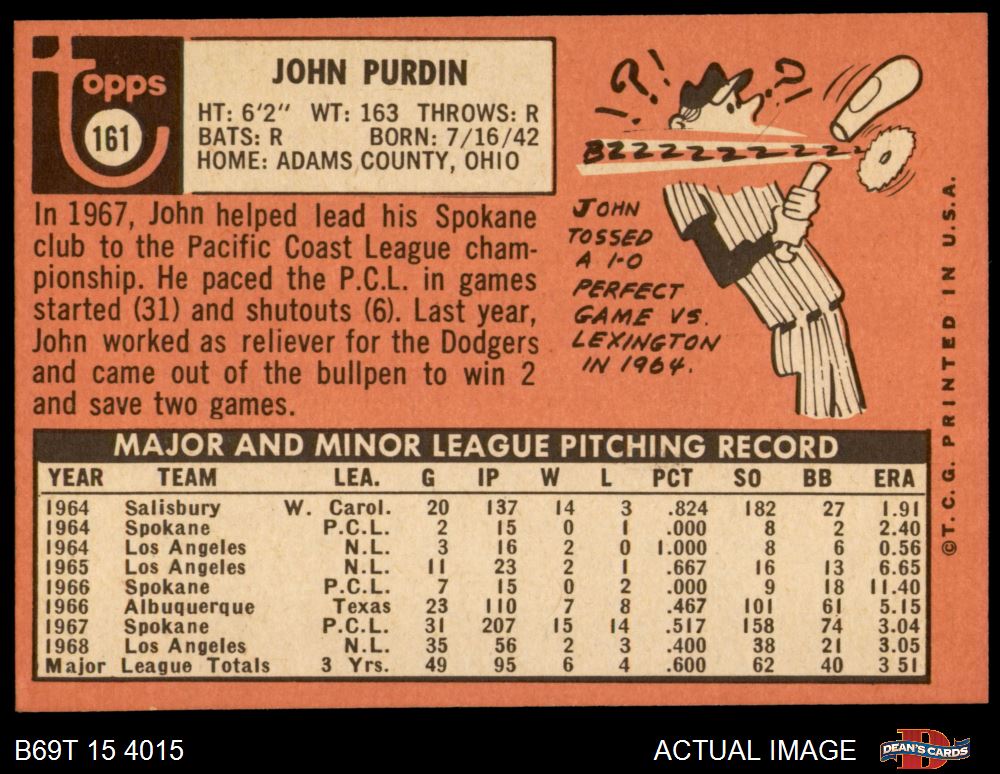 topps
161
JOHN PURDIN
HT: 6'2" WT: 163 THROWS: R
BATS: R BORN: 7/16/42
HOME: ADAMS COUNTY, OHIO
In 1967, John helped lead his Spokane
club to the Pacific Coast League cham-
pionship. He paced the P.C.L. in games
started (31) and shutouts (6). Last year,
John worked as reliever for the Dodgers
and came out of the bullpen to win 2
and save two games.
?! ?
BZZZZZZZZZZZ
JOHN
TOSSED
A 1-0
PERFECT
GAME VS.
LEXINGTON
IN 1964.
MAJOR AND MINOR LEAGUE PITCHING RECORD
YEAR TEAM LEA. G IP W L PCT SO BB ERA
1964 Salisbury W. Carol. 20 137 14 3 .824 182 27 1.91
1964 Spokane P.C.L. 2 15 0 1 .000 8 2 2.40
1964 Los Angeles N.L. 3 16 2 0 1.000 8 6 0.56
1965 Los Angeles N.L. 11 23 2 1 .667 16 13 6.65
1966 Spokane P.C.L. 7 15 0 2 .000 9 18 11.40
1966 Albuquerque Texas 23 110 7 8 .467 101 61 5.15
1967 Spokane P.C.L. 31 207 15 14 .517 158 74 3.04
1968 Los Angeles N.L. 35 56 2 3 .400 38 21 3.05
Major League Totals 3 Yrs. 49 95 6 4 .600 62 40 3 51
©T.C.G. PRINTED IN U.S.A.
B69T 15 4015
ACTUAL IMAGE
D
DEAN'S CARDS